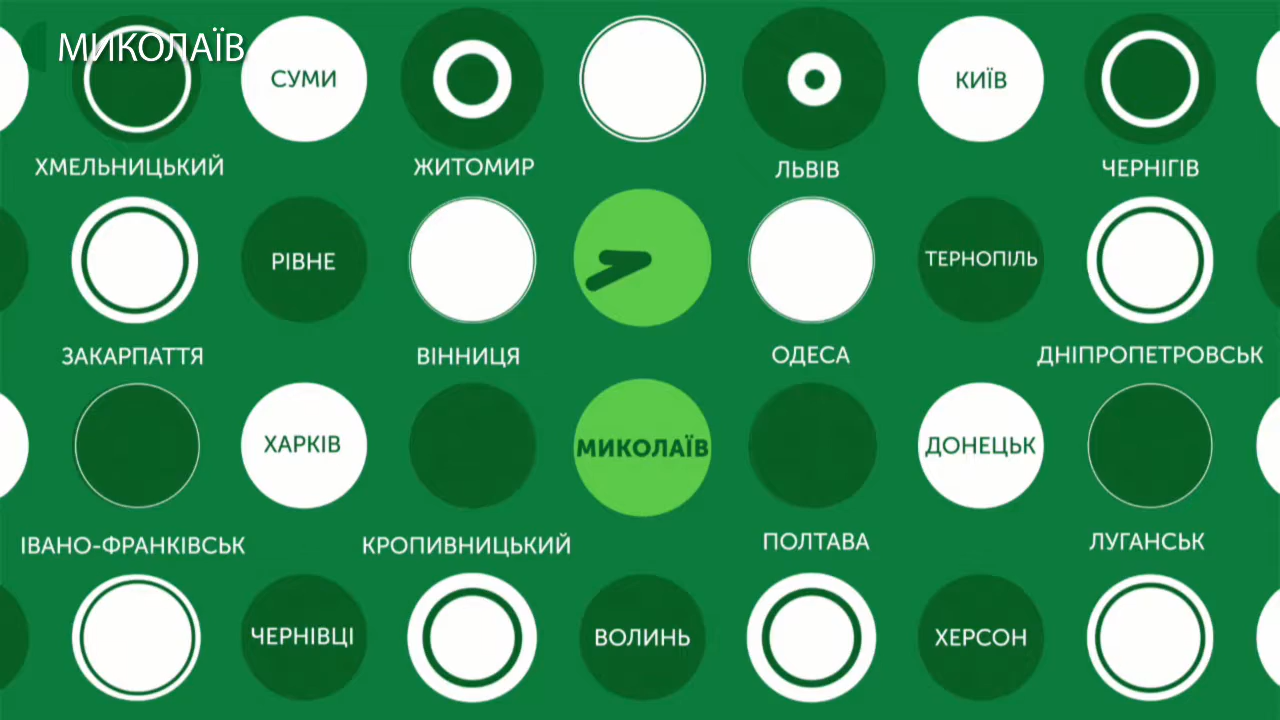 МИКОЛАЇВ
СУМИ
КИЇВ
ХМЕЛЬНИЦЬКИЙ
ЖИТОМИР
ЛЬВІВ
ЧЕРНІГІВ
РІВНЕ
ТЕРНОПІЛЬ
ЗАКАРПАТТЯ
ВІННИЦЯ
ОДЕСА
ДНІПРОПЕТРОВСЬК
ХАРКІВ
МИКОЛАЇВ
ДОНЕЦЬК
ІВАНО-ФРАНКІВСЬК
КРОПИВНИЦЬКИЙ
ПОЛТАВА
ЛУГАНСЬК
ЧЕРНІВЦІ
ВОЛИНЬ
ХЕРСОН